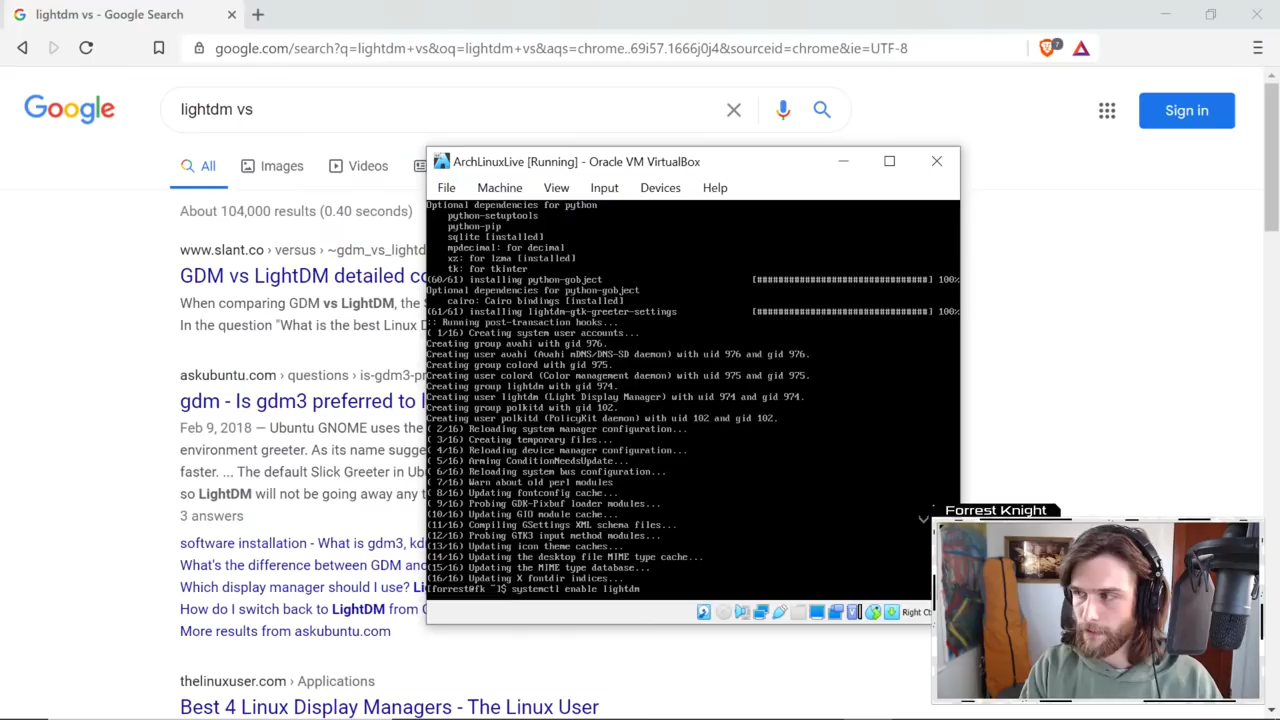 lightdm vs - Google Search
google.com/search?q=lightdm+vs&oq=lightdm+vs&aqs=chrome..69i57.1666j0j4&sourceid=chrome&ie=UTF-8
7
Google
lightdm vs
Sign in
All
Images
Videos
About 104,000 results (0.40 seconds)
www.slant.co › versus › ~gdm_vs_lightd
GDM vs LightDM detailed co
When comparing GDM vs LightDM, the S
In the question "What is the best Linux D
askubuntu.com › questions › is-gdm3-pr
gdm - Is gdm3 preferred to l
Feb 9, 2018 — Ubuntu GNOME uses the
environment greeter. As its name sugge
faster. ... The default Slick Greeter in Ub
so LightDM will not be going away any t
3 answers
software installation - What is gdm3, kd
What's the difference between GDM and
Which display manager should I use? Li
How do I switch back to LightDM from G
More results from askubuntu.com
thelinuxuser.com › Applications
Best 4 Linux Display Managers - The Linux User
ArchLinuxLive [Running] - Oracle VM VirtualBox
File Machine View Input Devices Help
Optional dependencies for python
python-setuptools
python-pip
sqlite [installed]
mpdecimal: for decimal
xz: for lzma [installed]
tk: for tkinter
(60/61) installing python-gobject [##################################] 100%
Optional dependencies for python-gobject
cairo: Cairo bindings [installed]
(61/61) installing lightdm-gtk-greeter-settings [##################################] 100%
:: Running post-transaction hooks...
( 1/16) Creating system user accounts...
Creating group avahi with gid 976.
Creating user avahi (Avahi mDNS/DNS-SD daemon) with uid 976 and gid 976.
Creating group colord with gid 975.
Creating user colord (Color management daemon) with uid 975 and gid 975.
Creating group lightdm with gid 974.
Creating user lightdm (Light Display Manager) with uid 974 and gid 974.
Creating group polkitd with gid 102.
Creating user polkitd (PolicyKit daemon) with uid 102 and gid 102.
( 2/16) Reloading system manager configuration...
( 3/16) Creating temporary files...
( 4/16) Reloading device manager configuration...
( 5/16) Arming ConditionNeedsUpdate...
( 6/16) Reloading system bus configuration...
( 7/16) Warn about old perl modules
( 8/16) Updating fontconfig cache...
( 9/16) Probing GDK-Pixbuf loader modules...
(10/16) Updating GIO module cache...
(11/16) Compiling GSettings XML schema files...
(12/16) Probing GTK3 input method modules...
(13/16) Updating icon theme caches...
(14/16) Updating the desktop file MIME type cache...
(15/16) Updating the MIME type database...
(16/16) Updating X fontdir indices...
[forrest@fk ~]$ systemctl enable lightdm
Right Ct
Forrest Knight